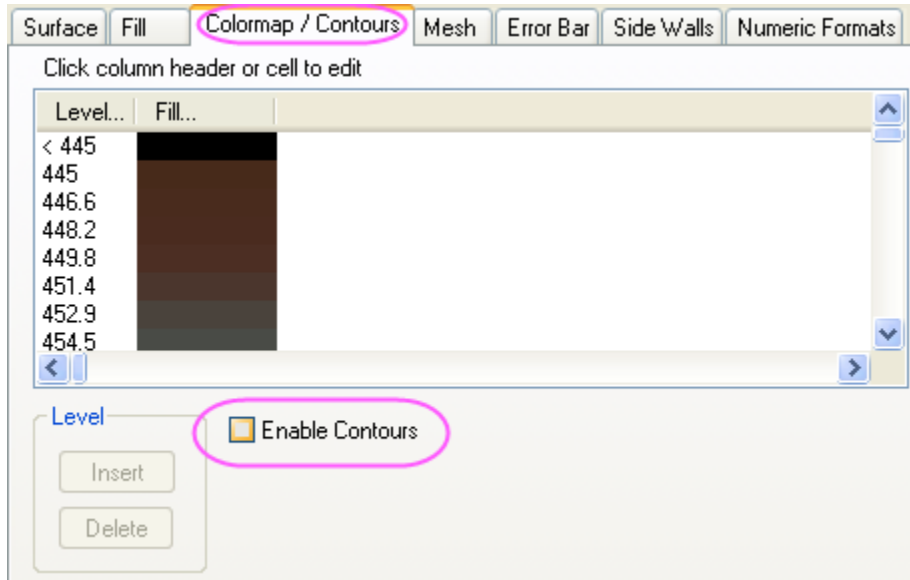 Surface Fill Colormap / Contours Mesh Error Bar Side Walls Numeric Formats
Click column header or cell to edit
Level... Fill...
< 445
445
446.6
448.2
449.8
451.4
452.9
454.5
Level
Enable Contours
Insert
Delete